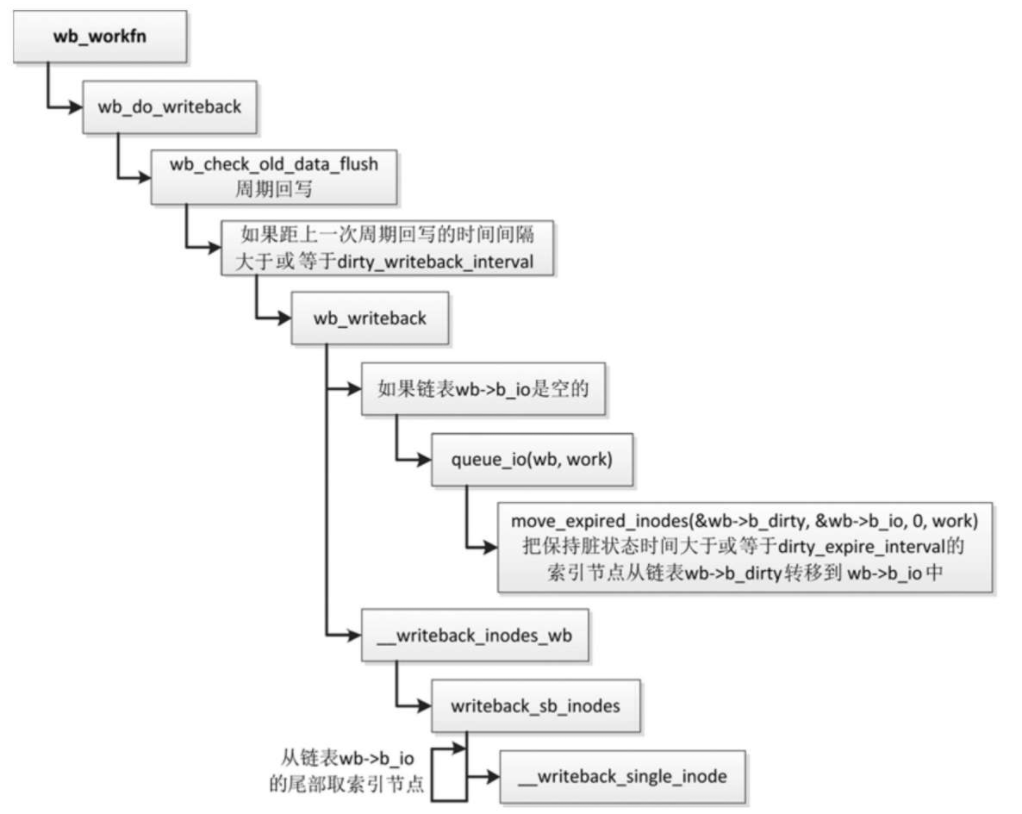 wb_workfn
wb_do_writeback
wb_check_old_data_flush
周期回写
如果距上一次周期回写的时间间隔
大于或等于dirty_writeback_interval
wb_writeback
如果链表wb->b_io是空的
queue_io(wb, work)
move_expired_inodes(&wb->b_dirty, &wb->b_io, 0, work)
把保持脏状态时间大于或等于dirty_expire_interval的
索引节点从链表wb->b_dirty转移到 wb->b_io中
__writeback_inodes_wb
writeback_sb_inodes
从链表wb->b_io
的尾部取索引节点
__writeback_single_inode